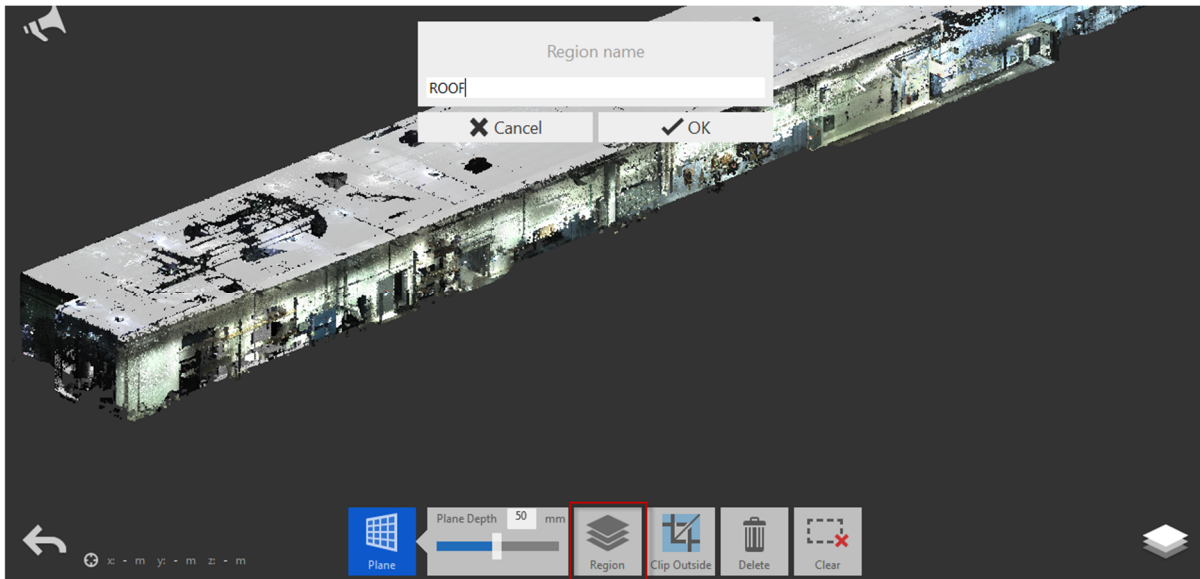 Region name
ROOF
Cancel
OK
Plane Depth 50 mm
Plane
Region
Clip Outside
Delete
Clear
x: - m y: - m z: - m